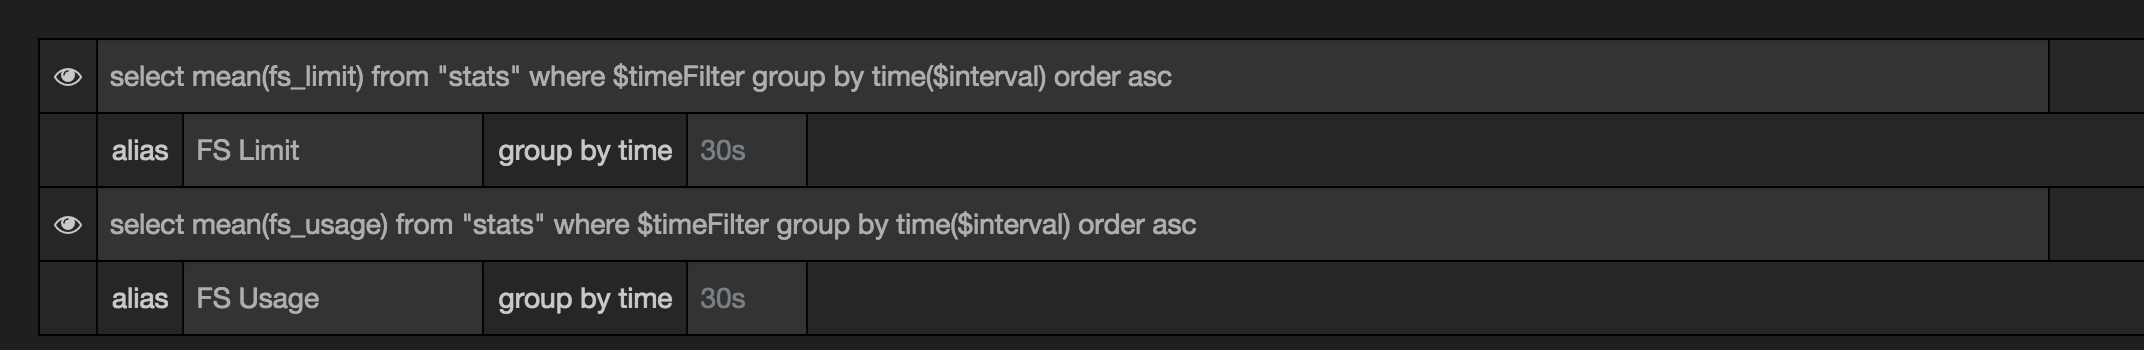 select mean(fs_limit) from "stats" where $timeFilter group by time($interval) order asc
alias FS Limit group by time 30s
select mean(fs_usage) from "stats" where $timeFilter group by time($interval) order asc
alias FS Usage group by time 30s